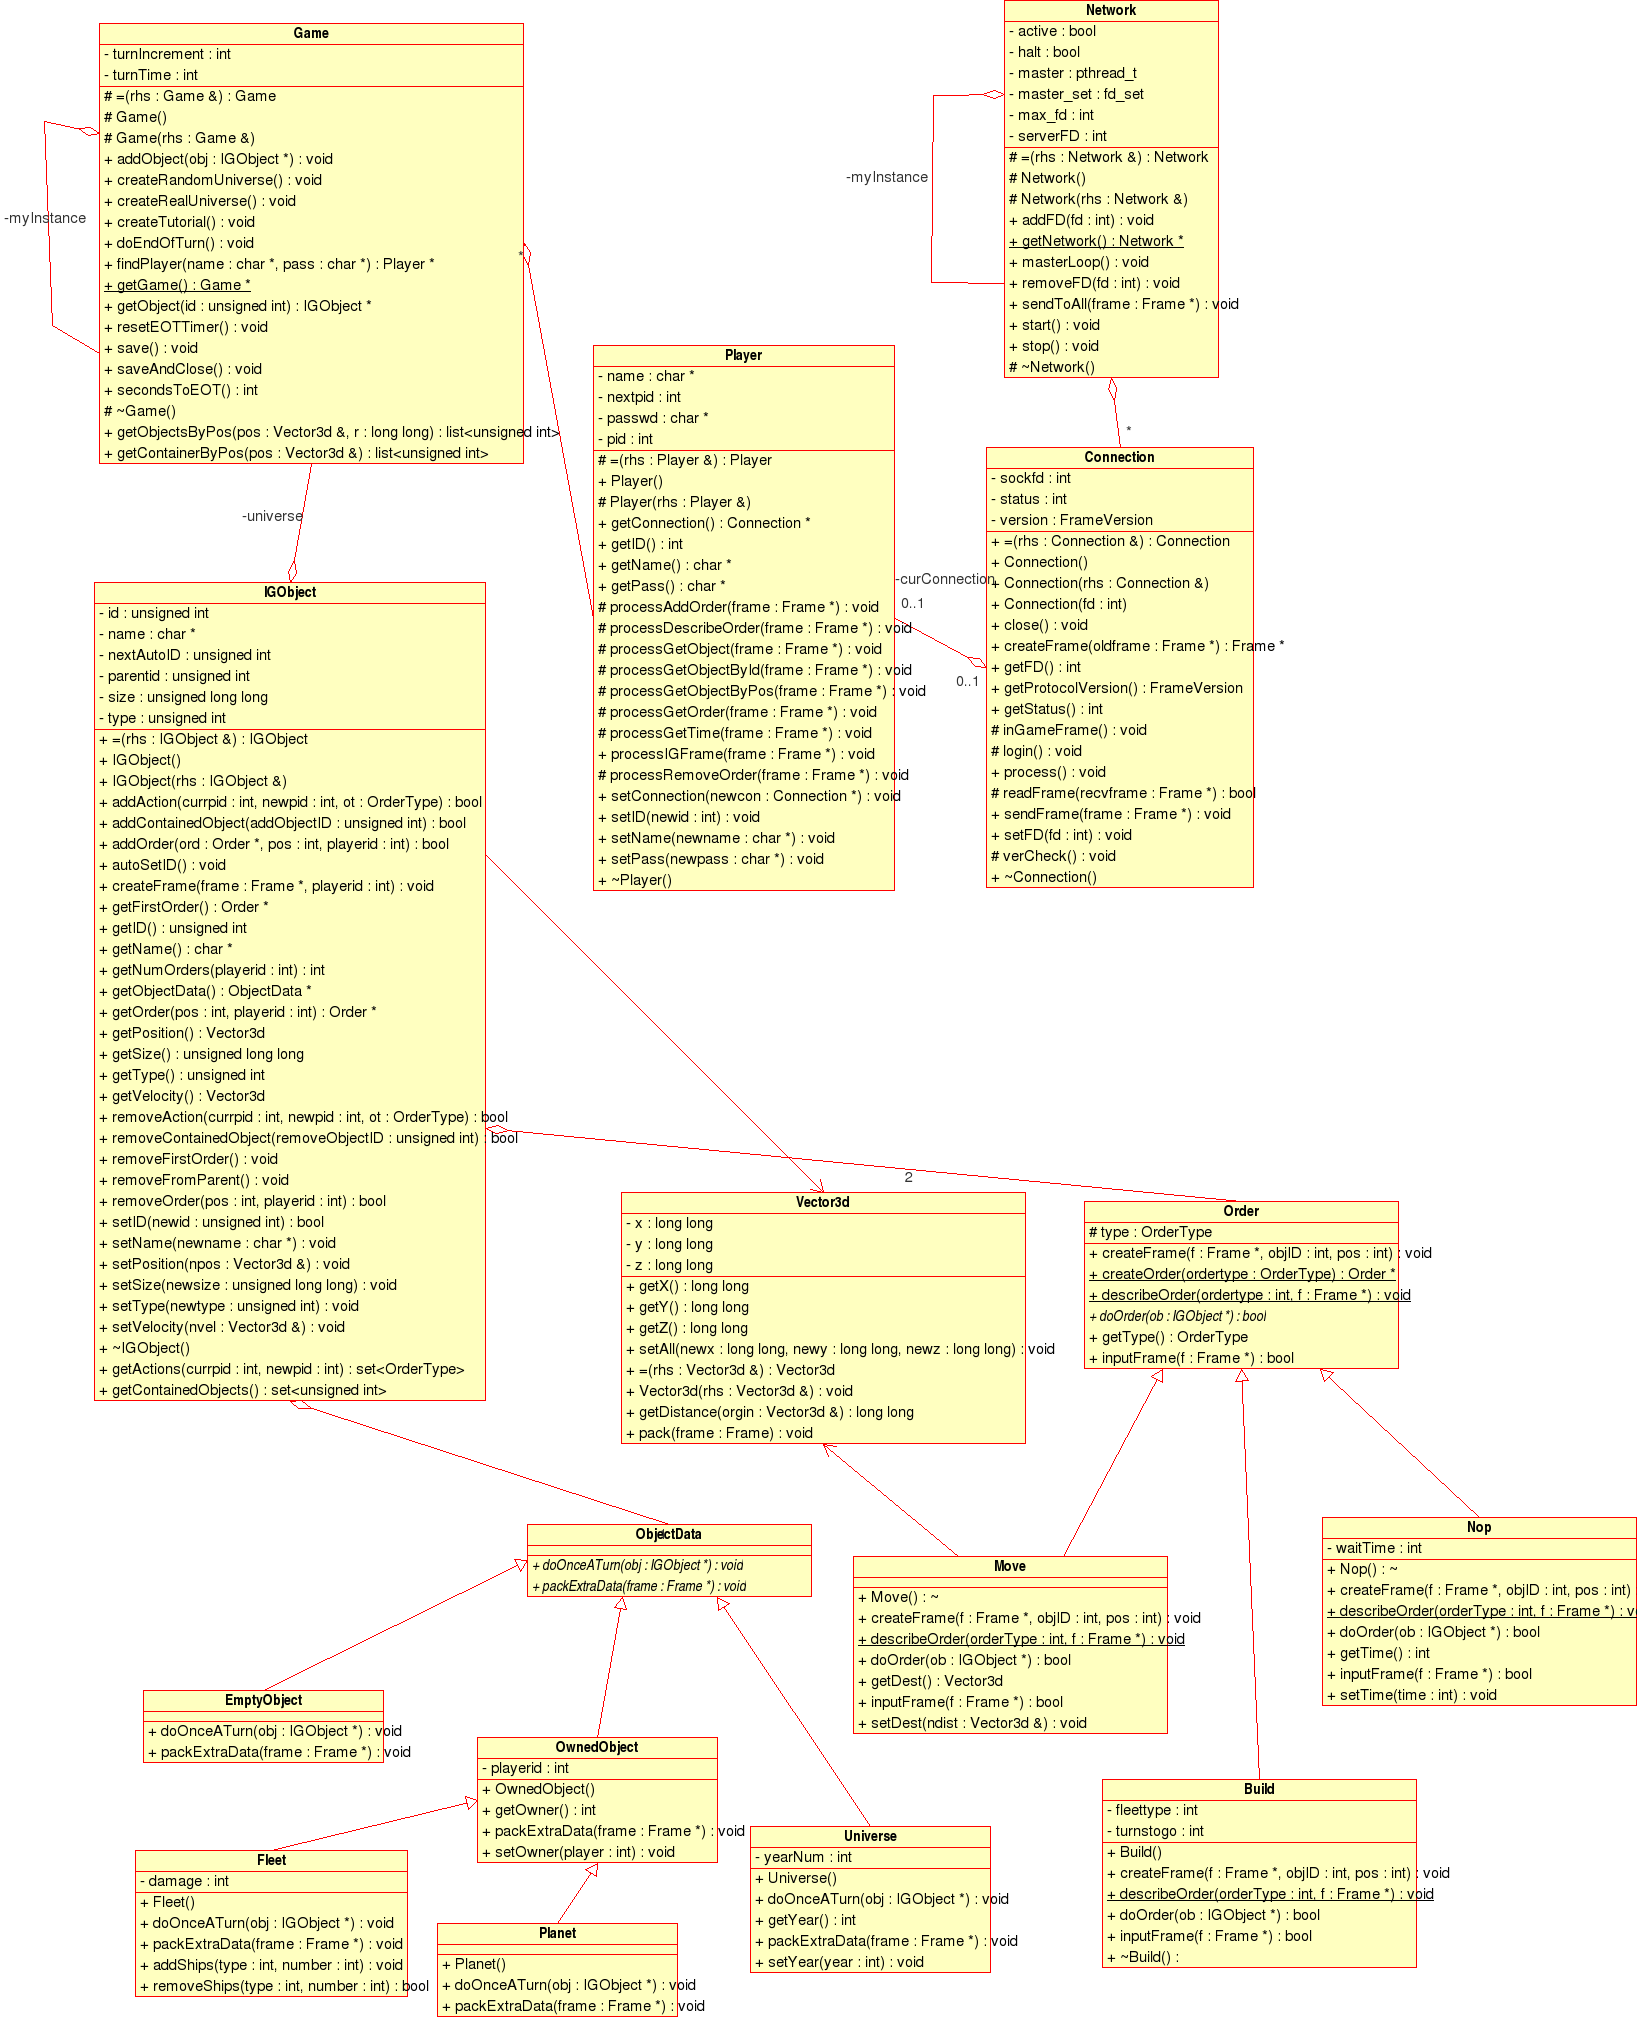 Game
- turnIncrement : int
- turnTime : int
# =(rhs : Game &) : Game
# Game()
# Game(rhs : Game &)
+ addObject(obj : IGObject *) : void
+ createRandomUniverse() : void
+ createRealUniverse() : void
+ createTutorial() : void
+ doEndOfTurn() : void
+ findPlayer(name : char *, pass : char *) : Player *
+ getGame() : Game *
+ getObject(id : unsigned int) : IGObject *
+ resetEOTTimer() : void
+ save() : void
+ saveAndClose() : void
+ secondsToEOT() : int
# ~Game()
+ getObjectsByPos(pos : Vector3d &, r : long long) : list<unsigned int>
+ getContainerByPos(pos : Vector3d &) : list<unsigned int>
-myInstance
*
-universe
Network
- active : bool
- halt : bool
- master : pthread_t
- master_set : fd_set
- max_fd : int
- serverFD : int
# =(rhs : Network &) : Network
# Network()
# Network(rhs : Network &)
+ addFD(fd : int) : void
+ getNetwork() : Network *
+ masterLoop() : void
+ removeFD(fd : int) : void
+ sendToAll(frame : Frame *) : void
+ start() : void
+ stop() : void
# ~Network()
-myInstance
*
Player
- name : char *
- nextpid : int
- passwd : char *
- pid : int
# =(rhs : Player &) : Player
+ Player()
# Player(rhs : Player &)
+ getConnection() : Connection *
+ getID() : int
+ getName() : char *
+ getPass() : char *
# processAddOrder(frame : Frame *) : void
# processDescribeOrder(frame : Frame *) : void
# processGetObject(frame : Frame *) : void
# processGetObjectById(frame : Frame *) : void
# processGetObjectByPos(frame : Frame *) : void
# processGetOrder(frame : Frame *) : void
# processGetTime(frame : Frame *) : void
+ processIGFrame(frame : Frame *) : void
# processRemoveOrder(frame : Frame *) : void
+ setConnection(newcon : Connection *) : void
+ setID(newid : int) : void
+ setName(newname : char *) : void
+ setPass(newpass : char *) : void
+ ~Player()
-curConnection
0..1
0..1
Connection
- sockfd : int
- status : int
- version : FrameVersion
+ =(rhs : Connection &) : Connection
+ Connection()
+ Connection(rhs : Connection &)
+ Connection(fd : int)
+ close() : void
+ createFrame(oldframe : Frame *) : Frame *
+ getFD() : int
+ getProtocolVersion() : FrameVersion
+ getStatus() : int
# inGameFrame() : void
# login() : void
+ process() : void
# readFrame(recvframe : Frame *) : bool
+ sendFrame(frame : Frame *) : void
+ setFD(fd : int) : void
# verCheck() : void
+ ~Connection()
IGObject
- id : unsigned int
- name : char *
- nextAutoID : unsigned int
- parentid : unsigned int
- size : unsigned long long
- type : unsigned int
+ =(rhs : IGObject &) : IGObject
+ IGObject()
+ IGObject(rhs : IGObject &)
+ addAction(currpid : int, newpid : int, ot : OrderType) : bool
+ addContainedObject(addObjectID : unsigned int) : bool
+ addOrder(ord : Order *, pos : int, playerid : int) : bool
+ autoSetID() : void
+ createFrame(frame : Frame *, playerid : int) : void
+ getFirstOrder() : Order *
+ getID() : unsigned int
+ getName() : char *
+ getNumOrders(playerid : int) : int
+ getObjectData() : ObjectData *
+ getOrder(pos : int, playerid : int) : Order *
+ getPosition() : Vector3d
+ getSize() : unsigned long long
+ getType() : unsigned int
+ getVelocity() : Vector3d
+ removeAction(currpid : int, newpid : int, ot : OrderType) : bool
+ removeContainedObject(removeObjectID : unsigned int) : bool
+ removeFirstOrder() : void
+ removeFromParent() : void
+ removeOrder(pos : int, playerid : int) : bool
+ setID(newid : unsigned int) : bool
+ setName(newname : char *) : void
+ setPosition(npos : Vector3d &) : void
+ setSize(newsize : unsigned long long) : void
+ setType(newtype : unsigned int) : void
+ setVelocity(nvel : Vector3d &) : void
+ ~IGObject()
+ getActions(currpid : int, newpid : int) : set<OrderType>
+ getContainedObjects() : set<unsigned int>
2
Vector3d
- x : long long
- y : long long
- z : long long
+ getX() : long long
+ getY() : long long
+ getZ() : long long
+ setAll(newx : long long, newy : long long, newz : long long) : void
+ =(rhs : Vector3d &) : Vector3d
+ Vector3d(rhs : Vector3d &) : void
+ getDistance(orgin : Vector3d &) : long long
+ pack(frame : Frame) : void
Order
# type : OrderType
+ createFrame(f : Frame *, objID : int, pos : int) : void
+ createOrder(ordertype : OrderType) : Order *
+ describeOrder(ordertype : int, f : Frame *) : void
+ doOrder(ob : IGObject *) : bool
+ getType() : OrderType
+ inputFrame(f : Frame *) : bool
ObjectData
+ doOnceATurn(obj : IGObject *) : void
+ packExtraData(frame : Frame *) : void
Move
+ Move() : ~
+ createFrame(f : Frame *, objID : int, pos : int) : void
+ describeOrder(orderType : int, f : Frame *) : void
+ doOrder(ob : IGObject *) : bool
+ getDest() : Vector3d
+ inputFrame(f : Frame *) : bool
+ setDest(ndist : Vector3d &) : void
Nop
- waitTime : int
+ Nop() : ~
+ createFrame(f : Frame *, objID : int, pos : int)
+ describeOrder(orderType : int, f : Frame *) : v
+ doOrder(ob : IGObject *) : bool
+ getTime() : int
+ inputFrame(f : Frame *) : bool
+ setTime(time : int) : void
EmptyObject
+ doOnceATurn(obj : IGObject *) : void
+ packExtraData(frame : Frame *) : void
OwnedObject
- playerid : int
+ OwnedObject()
+ getOwner() : int
+ packExtraData(frame : Frame *) : void
+ setOwner(player : int) : void
Universe
- yearNum : int
+ Universe()
+ doOnceATurn(obj : IGObject *) : void
+ getYear() : int
+ packExtraData(frame : Frame *) : void
+ setYear(year : int) : void
Build
- fleettype : int
- turnstogo : int
+ Build()
+ createFrame(f : Frame *, objID : int, pos : int) : void
+ describeOrder(orderType : int, f : Frame *) : void
+ doOrder(ob : IGObject *) : bool
+ inputFrame(f : Frame *) : bool
+ ~Build() :
Fleet
- damage : int
+ Fleet()
+ doOnceATurn(obj : IGObject *) : void
+ packExtraData(frame : Frame *) : void
+ addShips(type : int, number : int) : void
+ removeShips(type : int, number : int) : bool
Planet
+ Planet()
+ doOnceATurn(obj : IGObject *) : void
+ packExtraData(frame : Frame *) : void